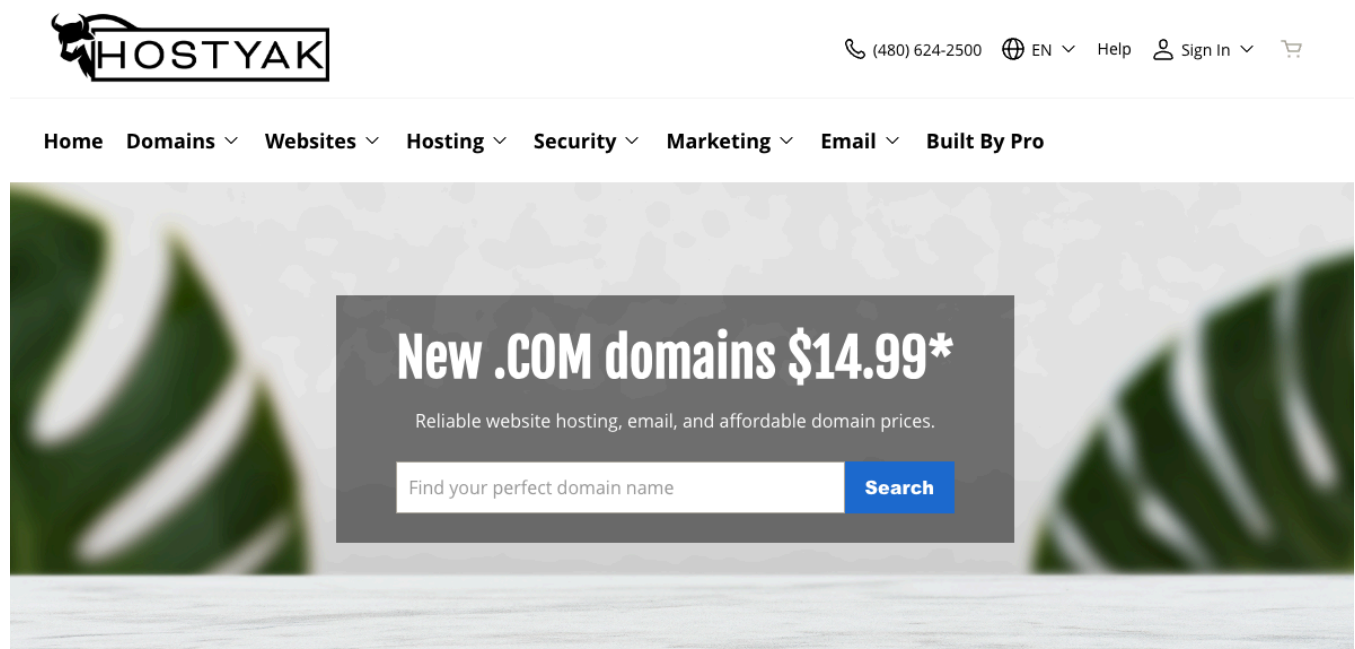 HOSTYAK
(480) 624-2500 EN Help Sign In
Home Domains Websites Hosting Security Marketing Email Built By Pro
New .COM domains $14.99*
Reliable website hosting, email, and affordable domain prices.
Find your perfect domain name Search